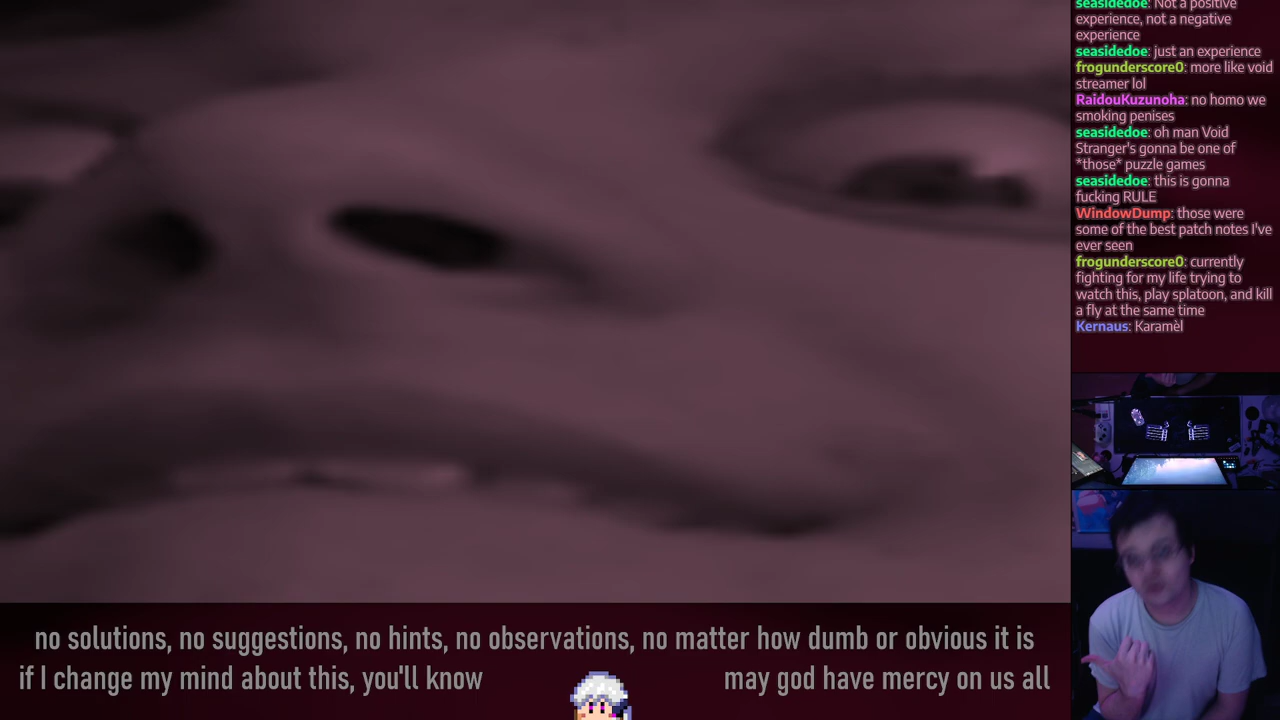 seasidedoe: Not a positive
experience, not a negative
experience
seasidedoe: just an experience
frogunderscore0: more like void
streamer lol
RaidouKuzunoha: no homo we
smoking penises
seasidedoe: oh man Void
Stranger's gonna be one of
*those* puzzle games
seasidedoe: this is gonna
fucking RULE
WindowDump: those were
some of the best patch notes I've
ever seen
frogunderscore0: currently
fighting for my life trying to
watch this, play splatoon, and kill
a fly at the same time
Kernaus: Karamèl
no solutions, no suggestions, no hints, no observations, no matter how dumb or obvious it is
if I change my mind about this, you'll know may god have mercy on us all